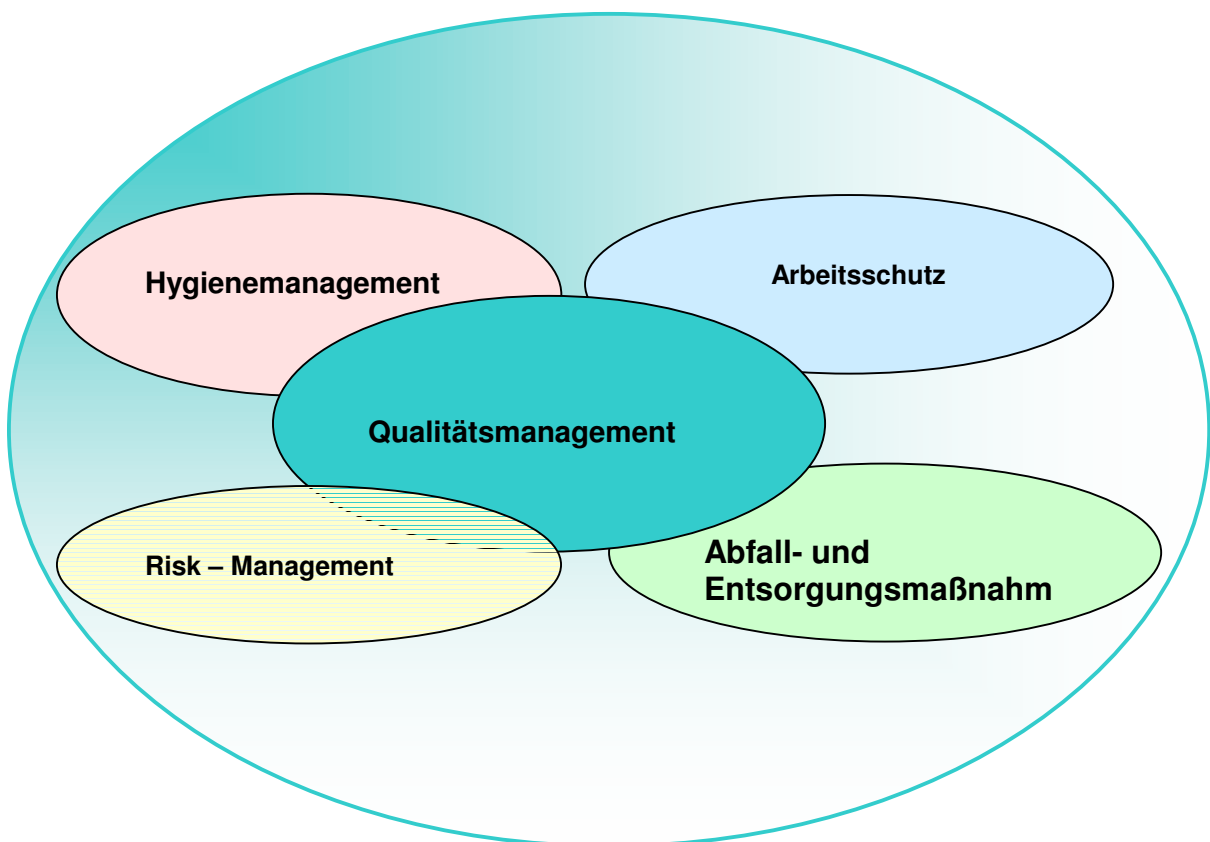 Hygienemanagement
Arbeitsschutz
Qualitätsmanagement
Risk – Management
Abfall- und
Entsorgungsmaßnahm